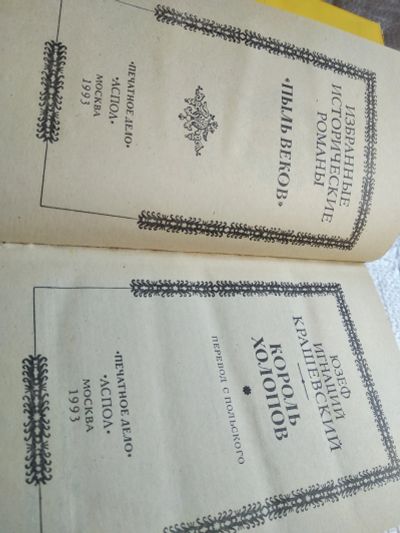 ИЗБРАННЫЕ
ИСТОРИЧЕСКИЕ
РОМАНЫ
"ПЫЛЬ ВЕКОВ"
"ПЕЧАТНОЕ ДЕЛО"
"АСПОЛ"
МОСКВА
1993
ЮЗЕФ
ИГНАЦИЙ
КРАШЕВСКИЙ
КОРОЛЬ
ХОЛОПОВ
ПЕРЕВОД С ПОЛЬСКОГО
"ПЕЧАТНОЕ ДЕЛО"
"АСПОЛ"
МОСКВА
1993